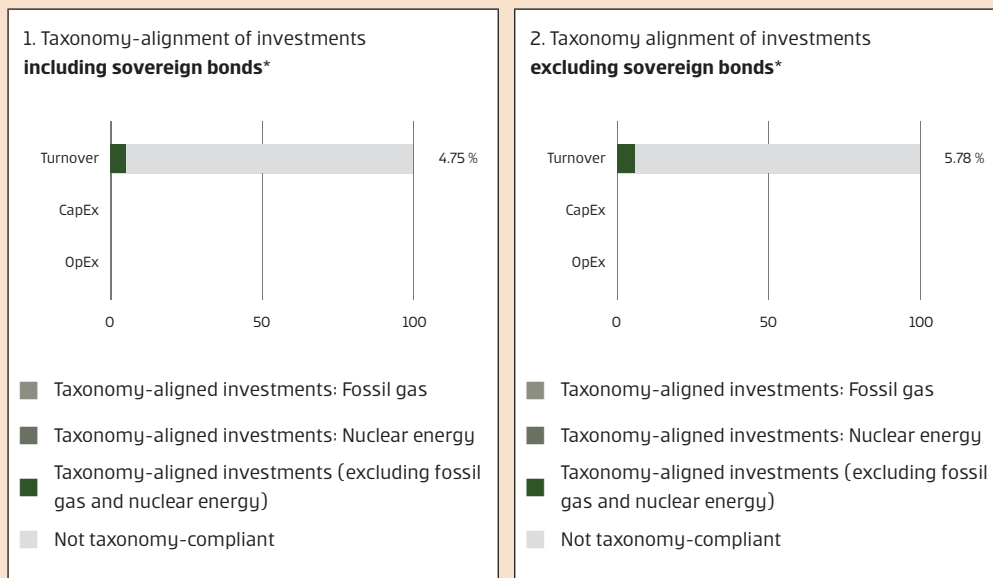 1. Taxonomy-alignment of investments
including sovereign bonds*
Turnover
4.75 %
CapEx
OpEx
0
50
100
Taxonomy-aligned investments: Fossil gas
Taxonomy-aligned investments: Nuclear energy
Taxonomy-aligned investments (excluding fossil
gas and nuclear energy)
Not taxonomy-compliant
2. Taxonomy alignment of investments
excluding sovereign bonds*
Turnover
5.78 %
CapEx
OpEx
0
50
100
Taxonomy-aligned investments: Fossil gas
Taxonomy-aligned investments: Nuclear energy
Taxonomy-aligned investments (excluding fossil
gas and nuclear energy)
Not taxonomy-compliant